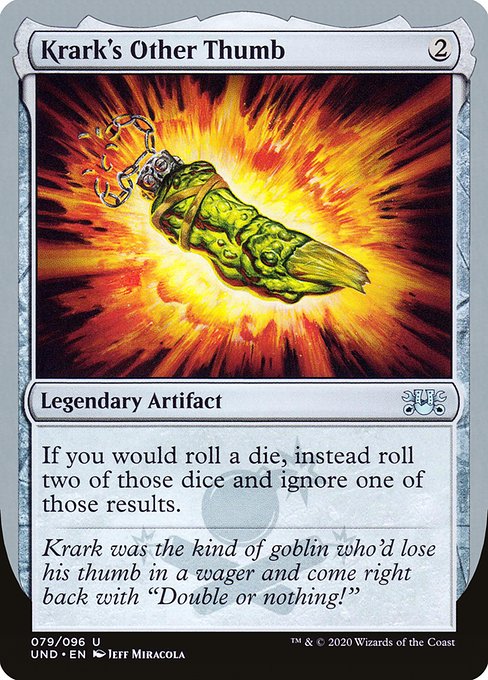 Krark's Other Thumb 2
Legendary Artifact
If you would roll a die, instead roll
two of those dice and ignore one of
those results.
Krark was the kind of goblin who'd lose
his thumb in a wager and come right
back with “Double or nothing!”
079/096 U
UND • EN Jeff Miracola
™ & © 2020 Wizards of the Coast